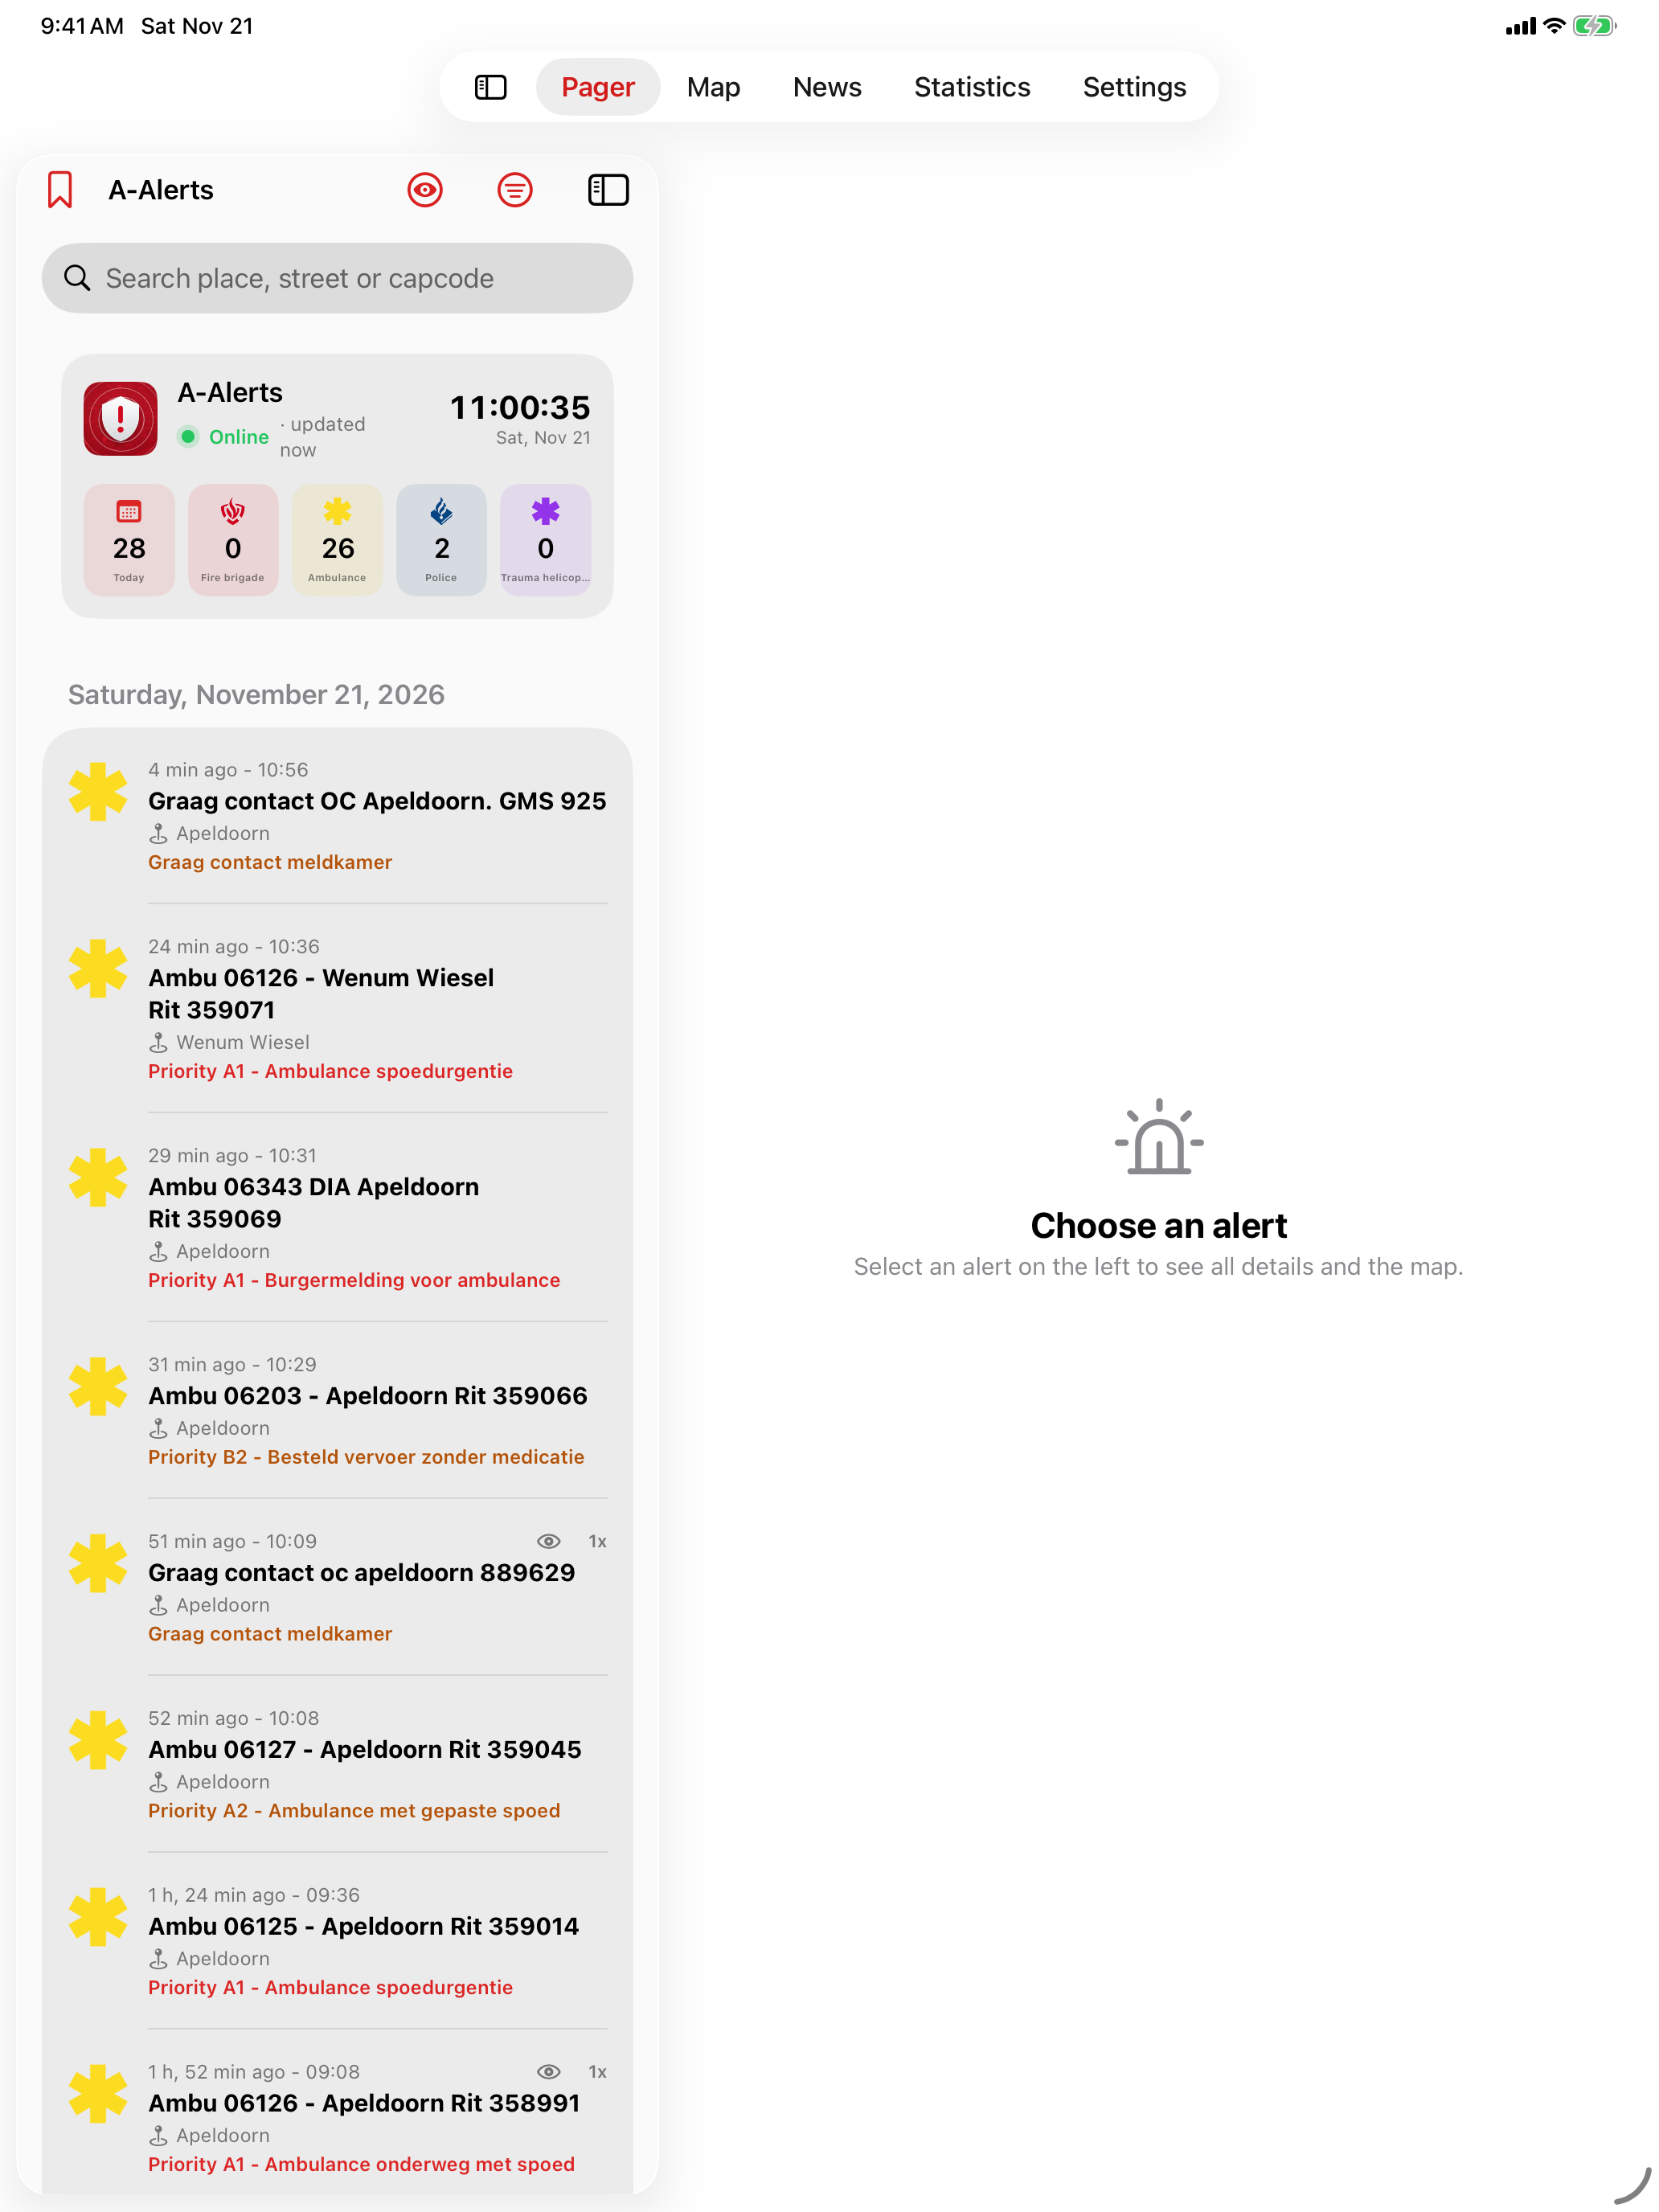 9:41 AM Sat Nov 21
Pager Map News Statistics Settings
A-Alerts
Search place, street or capcode
A-Alerts
Online · updated now
11:00:35
Sat, Nov 21
28 Today
0 Fire brigade
26 Ambulance
2 Police
0 Trauma helicop...
Saturday, November 21, 2026
4 min ago - 10:56
Graag contact OC Apeldoorn. GMS 925
Apeldoorn
Graag contact meldkamer
24 min ago - 10:36
Ambu 06126 - Wenum Wiesel
Rit 359071
Wenum Wiesel
Priority A1 - Ambulance spoedurgentie
29 min ago - 10:31
Ambu 06343 DIA Apeldoorn
Rit 359069
Apeldoorn
Priority A1 - Burgermelding voor ambulance
31 min ago - 10:29
Ambu 06203 - Apeldoorn Rit 359066
Apeldoorn
Priority B2 - Besteld vervoer zonder medicatie
51 min ago - 10:09 1x
Graag contact oc apeldoorn 889629
Apeldoorn
Graag contact meldkamer
52 min ago - 10:08
Ambu 06127 - Apeldoorn Rit 359045
Apeldoorn
Priority A2 - Ambulance met gepaste spoed
1 h, 24 min ago - 09:36
Ambu 06125 - Apeldoorn Rit 359014
Apeldoorn
Priority A1 - Ambulance spoedurgentie
1 h, 52 min ago - 09:08 1x
Ambu 06126 - Apeldoorn Rit 358991
Apeldoorn
Priority A1 - Ambulance onderweg met spoed
Choose an alert
Select an alert on the left to see all details and the map.